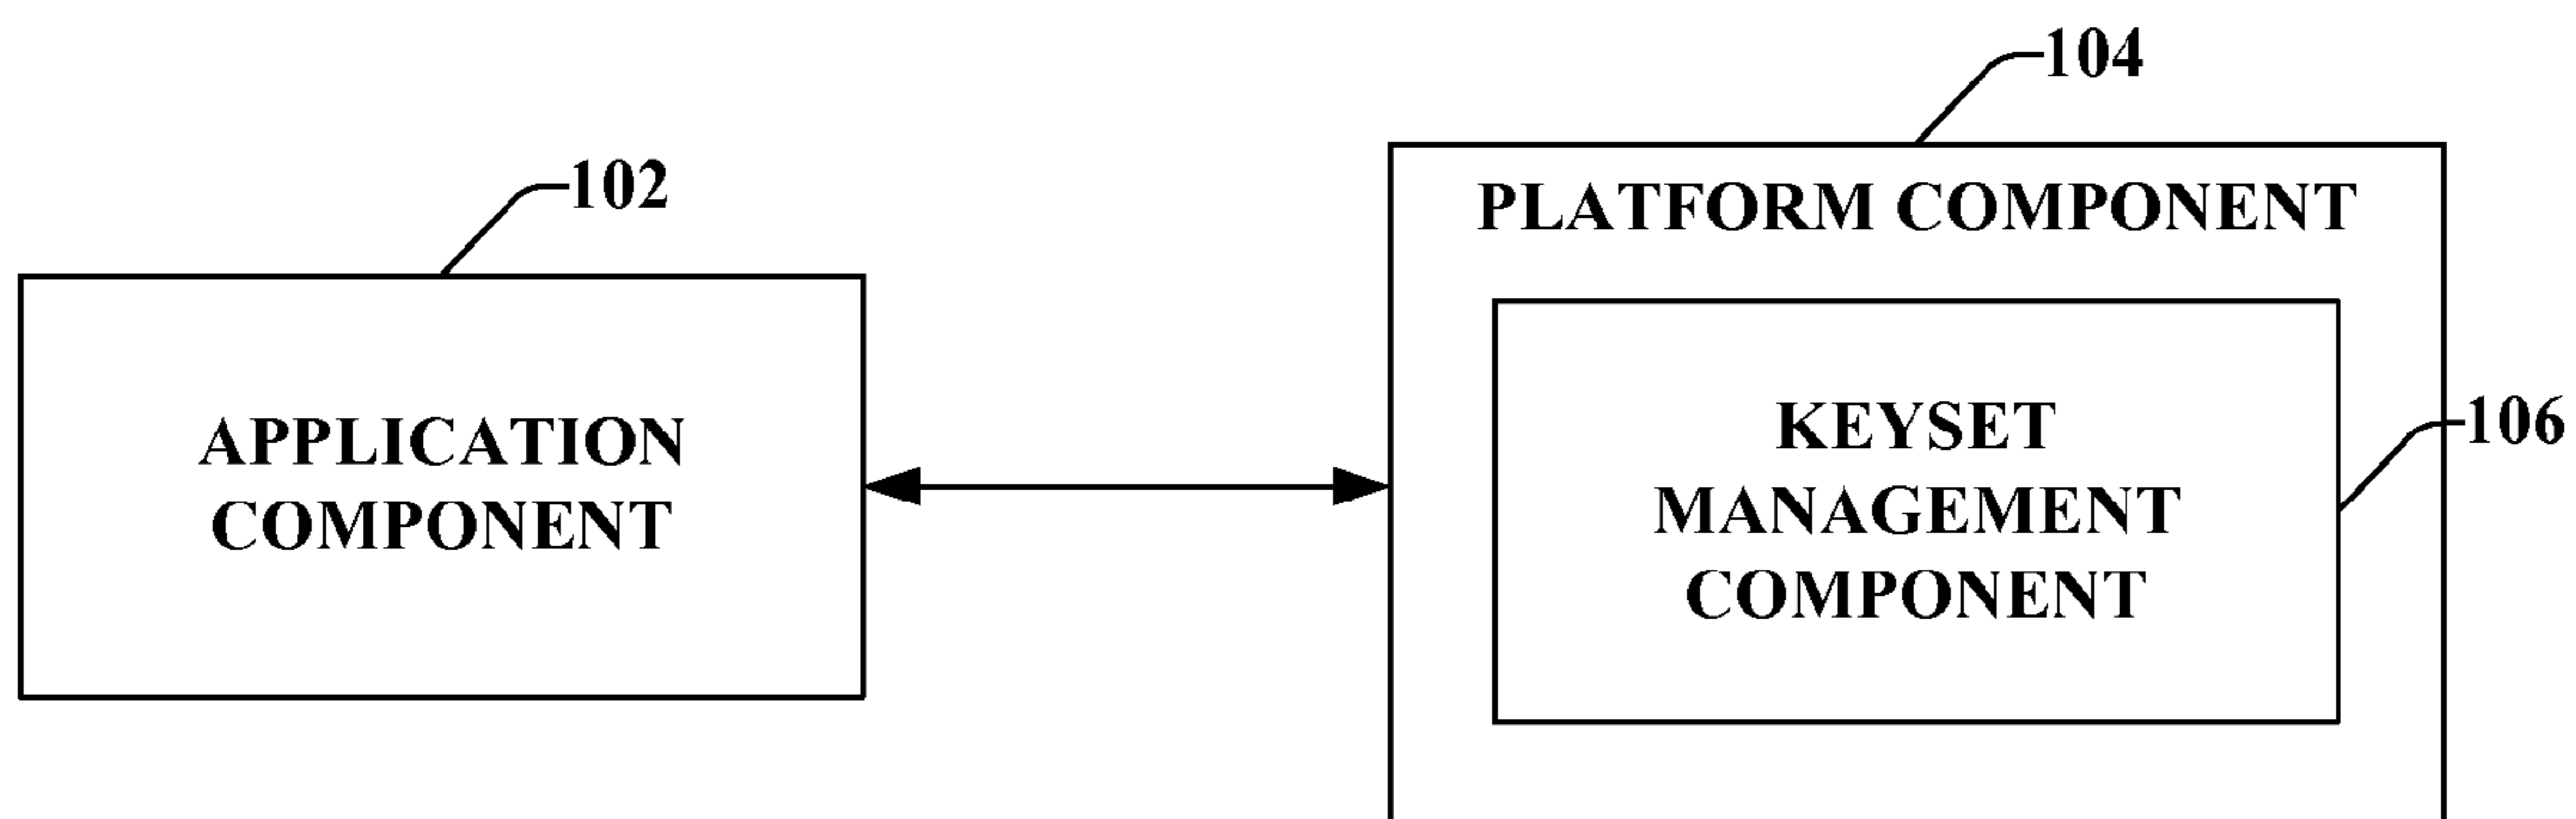 104
102
PLATFORM COMPONENT
APPLICATION
COMPONENT
KEYSET
MANAGEMENT
COMPONENT
106